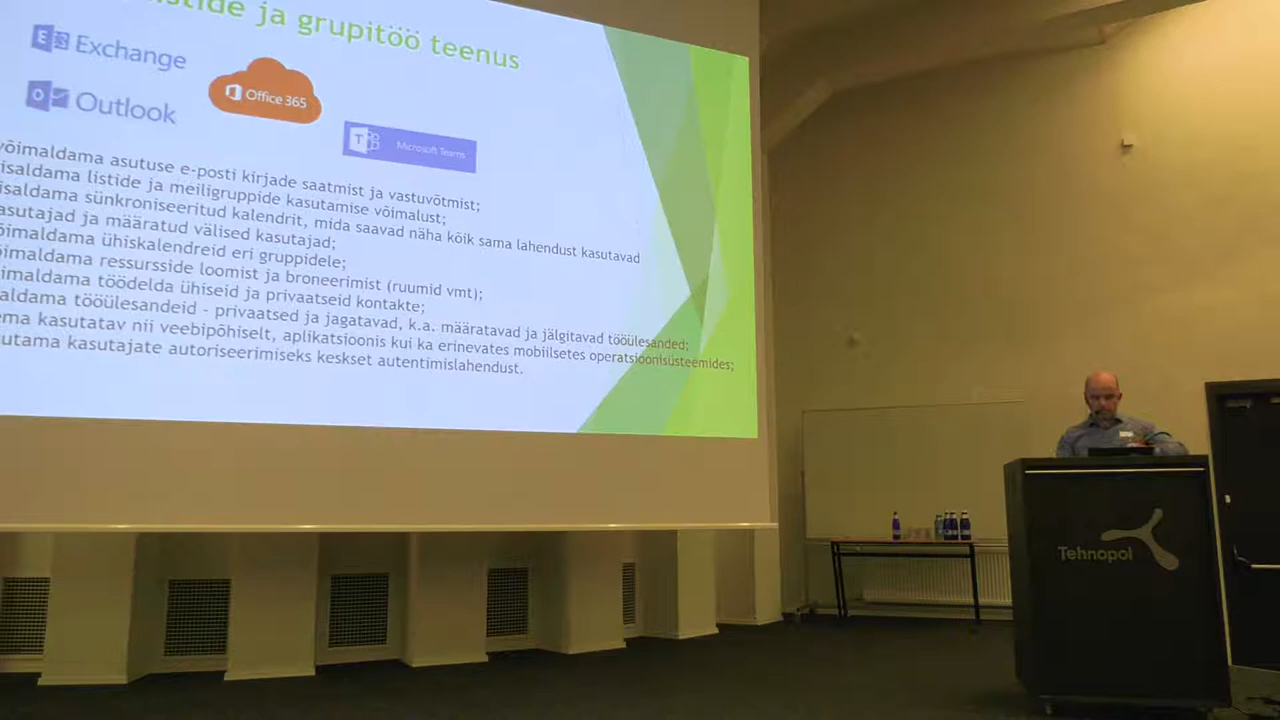 listide ja grupitöö teenus
Exchange
Outlook
Office 365
Microsoft Teams
võimaldama asutuse e-posti kirjade saatmist ja vastuvõtmist;
isaldama listide ja meiligruppide kasutamise võimalust;
isaldama sünkroniseeritud kalendrit, mida saavad näha kõik sama lahendust kasutavad
asutajad ja määratud välised kasutajad;
õimaldama ühiskalendreid eri gruppidele;
õimaldama ressursside loomist ja broneerimist (ruumid vmt);
imaldama töödelda ühiseid ja privaatseid kontakte;
aldama tööülesandeid - privaatsed ja jagatavad, k.a. määratavad ja jälgitavad tööülesanded;
ema kasutatav nii veebipõhiselt, aplikatsioonis kui ka erinevates mobiilsetes operatsioonisüsteemides;
utama kasutajate autoriseerimiseks keskset autentimislahendust.
Tehnopol